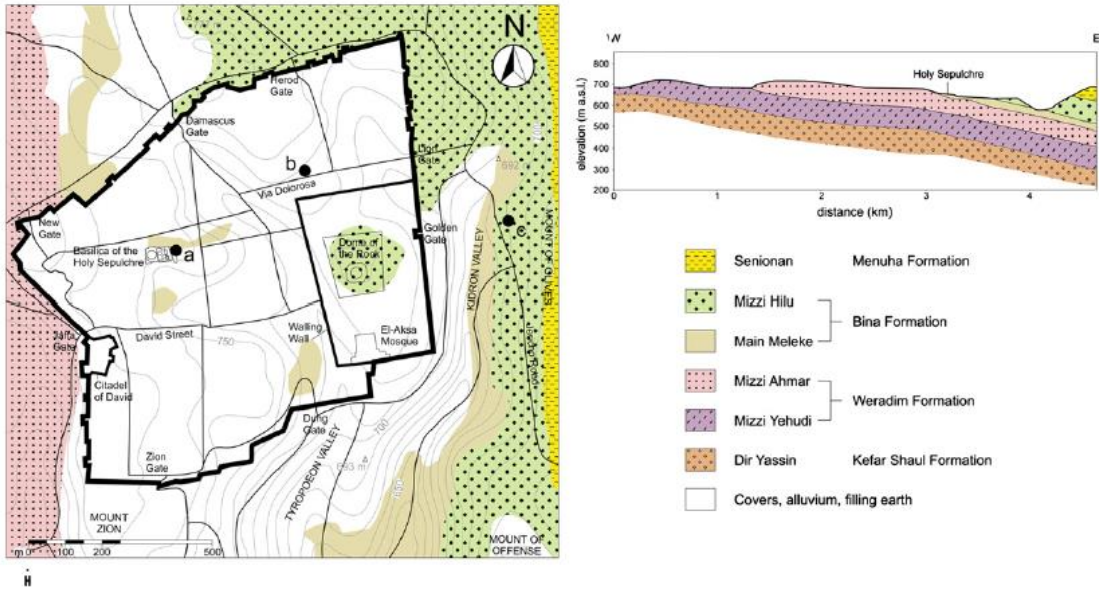 N
Herod
Gate
Damascus
Gate
b
Lion
Gate
700
692 m
Via Dolorosa
New
Gate
Basilica of the
Holy Sepulchre
a
Dome of
the Rock
Golden
Gate
c
KIDRON VALLEY
MOUNT OF OLIVES
Jaffa
Gate
David Street
750
Wailing
Wall
El-Aksa
Mosque
Citadel
of David
Dung
Gate
Zion
Gate
TYROPOEON VALLEY
700
693 m
650
MOUNT
ZION
MOUNT OF
OFFENSE
m 0 100 200 500
W E
Holy Sepulchre
elevation (m a.s.l.)
800
700
600
500
400
300
200
0 1 2 3 4
distance (km)
Senionan Menuha Formation
Mizzi Hilu
Bina Formation
Main Meleke
Mizzi Ahmar
Weradim Formation
Mizzi Yehudi
Dir Yassin Kefar Shaul Formation
Covers, alluvium, filling earth